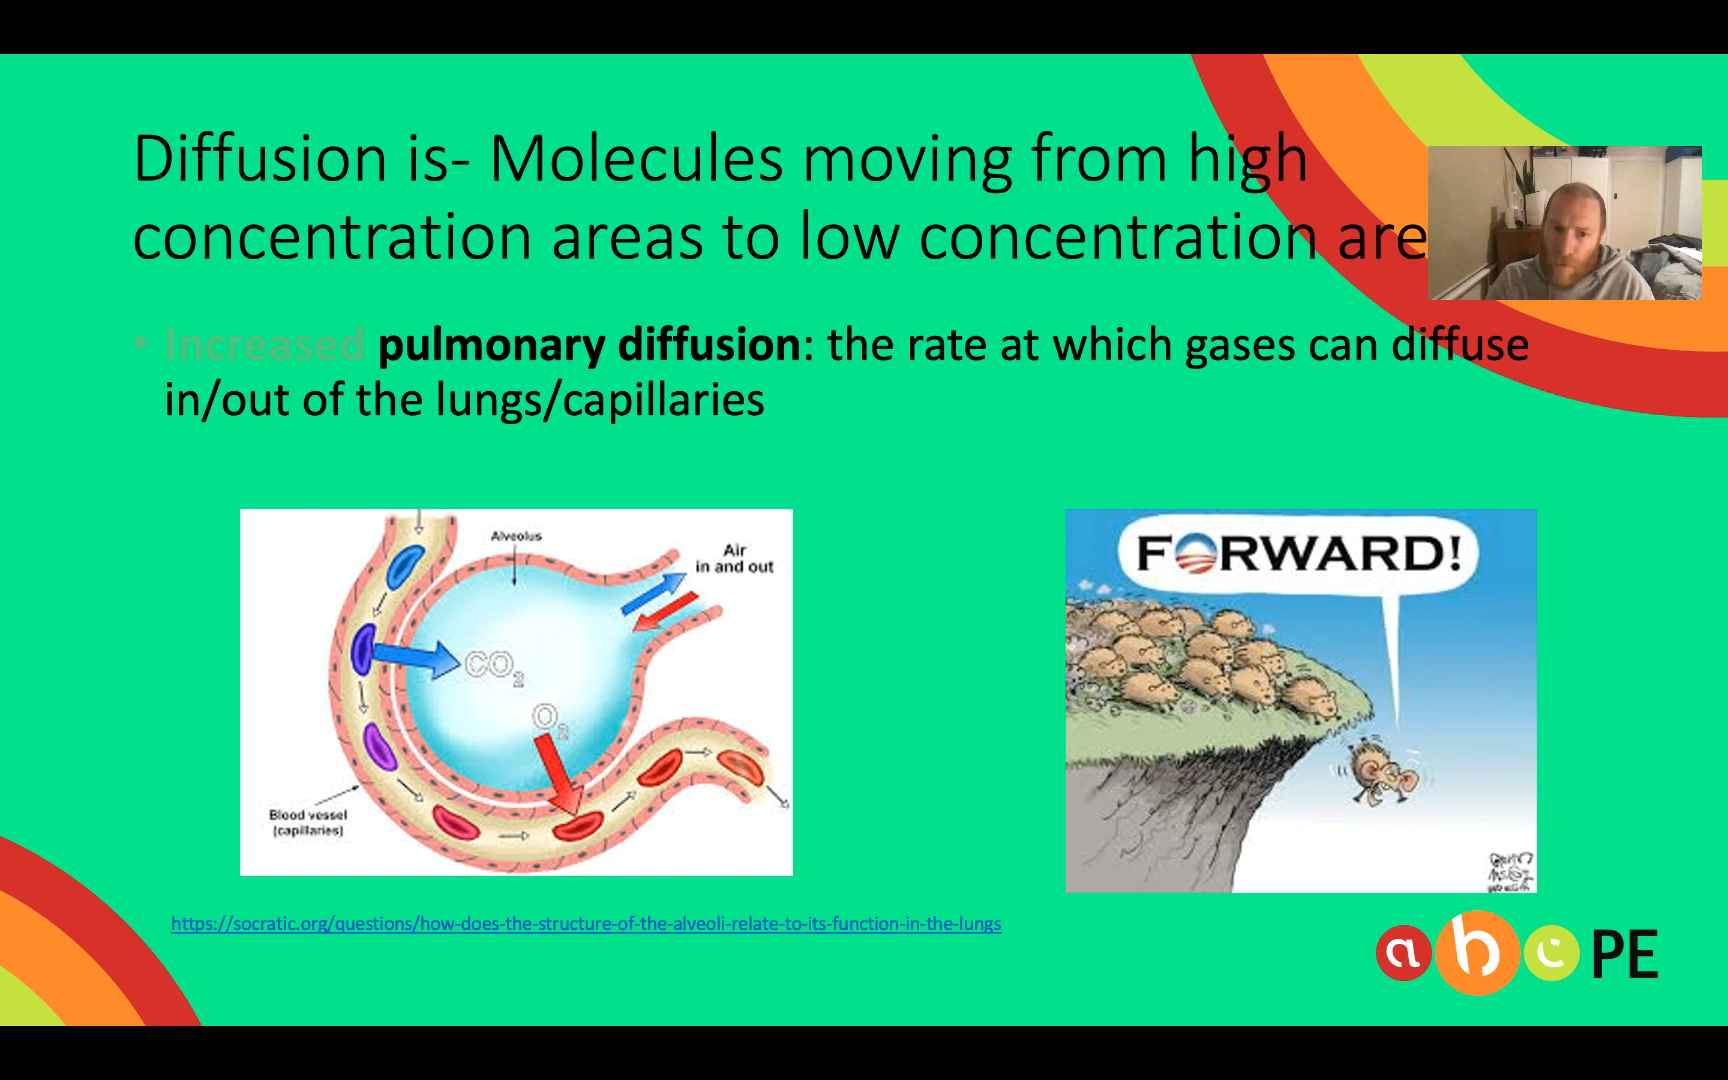 Diffusion is- Molecules moving from high
concentration areas to low concentration are
• Increased pulmonary diffusion: the rate at which gases can diffuse
in/out of the lungs/capillaries
Alveolus
Air
in and out
CO2
O2
Blood vessel
(capillaries)
FORWARD!
https://socratic.org/questions/how-does-the-structure-of-the-alveoli-relate-to-its-function-in-the-lungs
abc PE